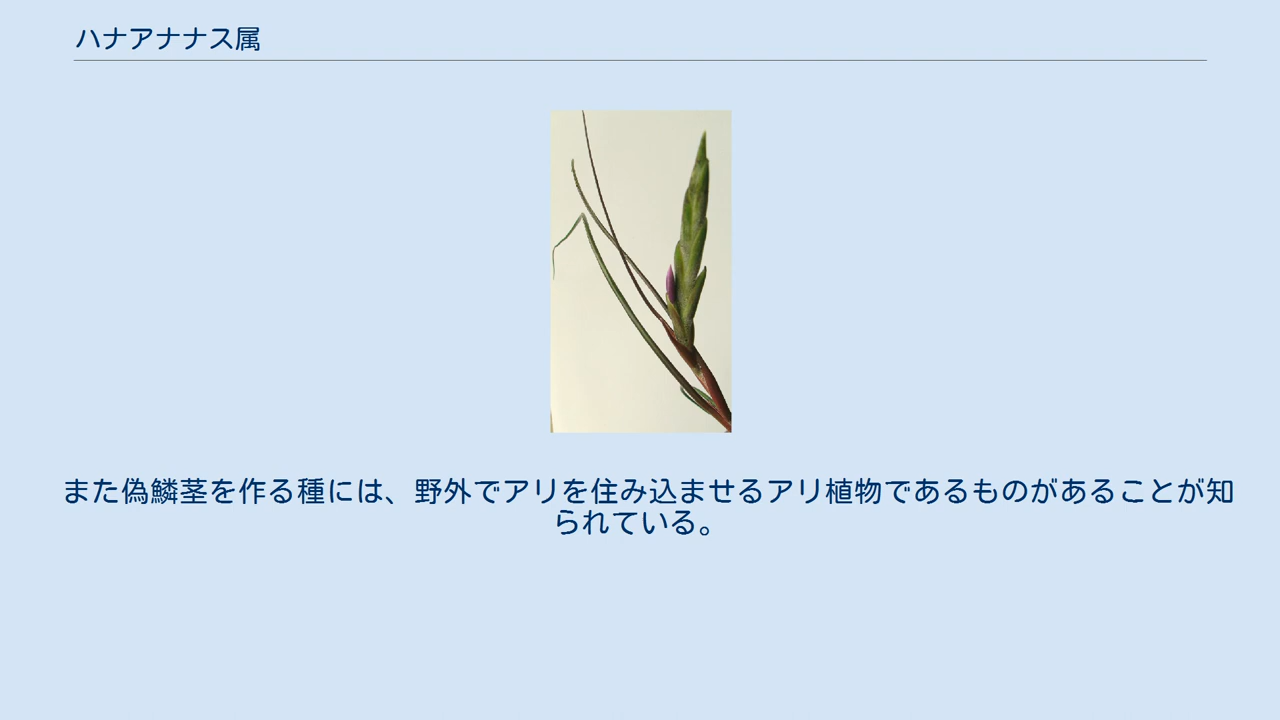 ハナアナナス属
また偽鱗茎を作る種には、野外でアリを住み込ませるアリ植物であるものがあることが知
られている。